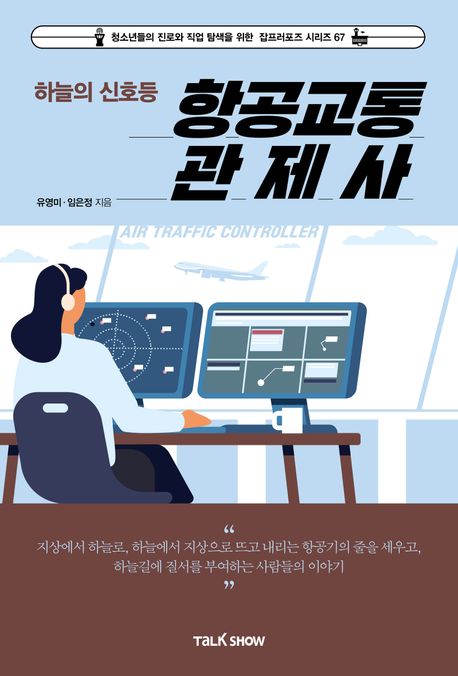 청소년들의 진로와 직업 탐색을 위한 잡프러포즈 시리즈 67
하늘의 신호등
항공교통
관제사
유영미 · 임은정 지음
AIR TRAFFIC CONTROLLER
“
지상에서 하늘로, 하늘에서 지상으로 뜨고 내리는 항공기의 줄을 세우고,
하늘길에 질서를 부여하는 사람들의 이야기
”
TALK SHOW